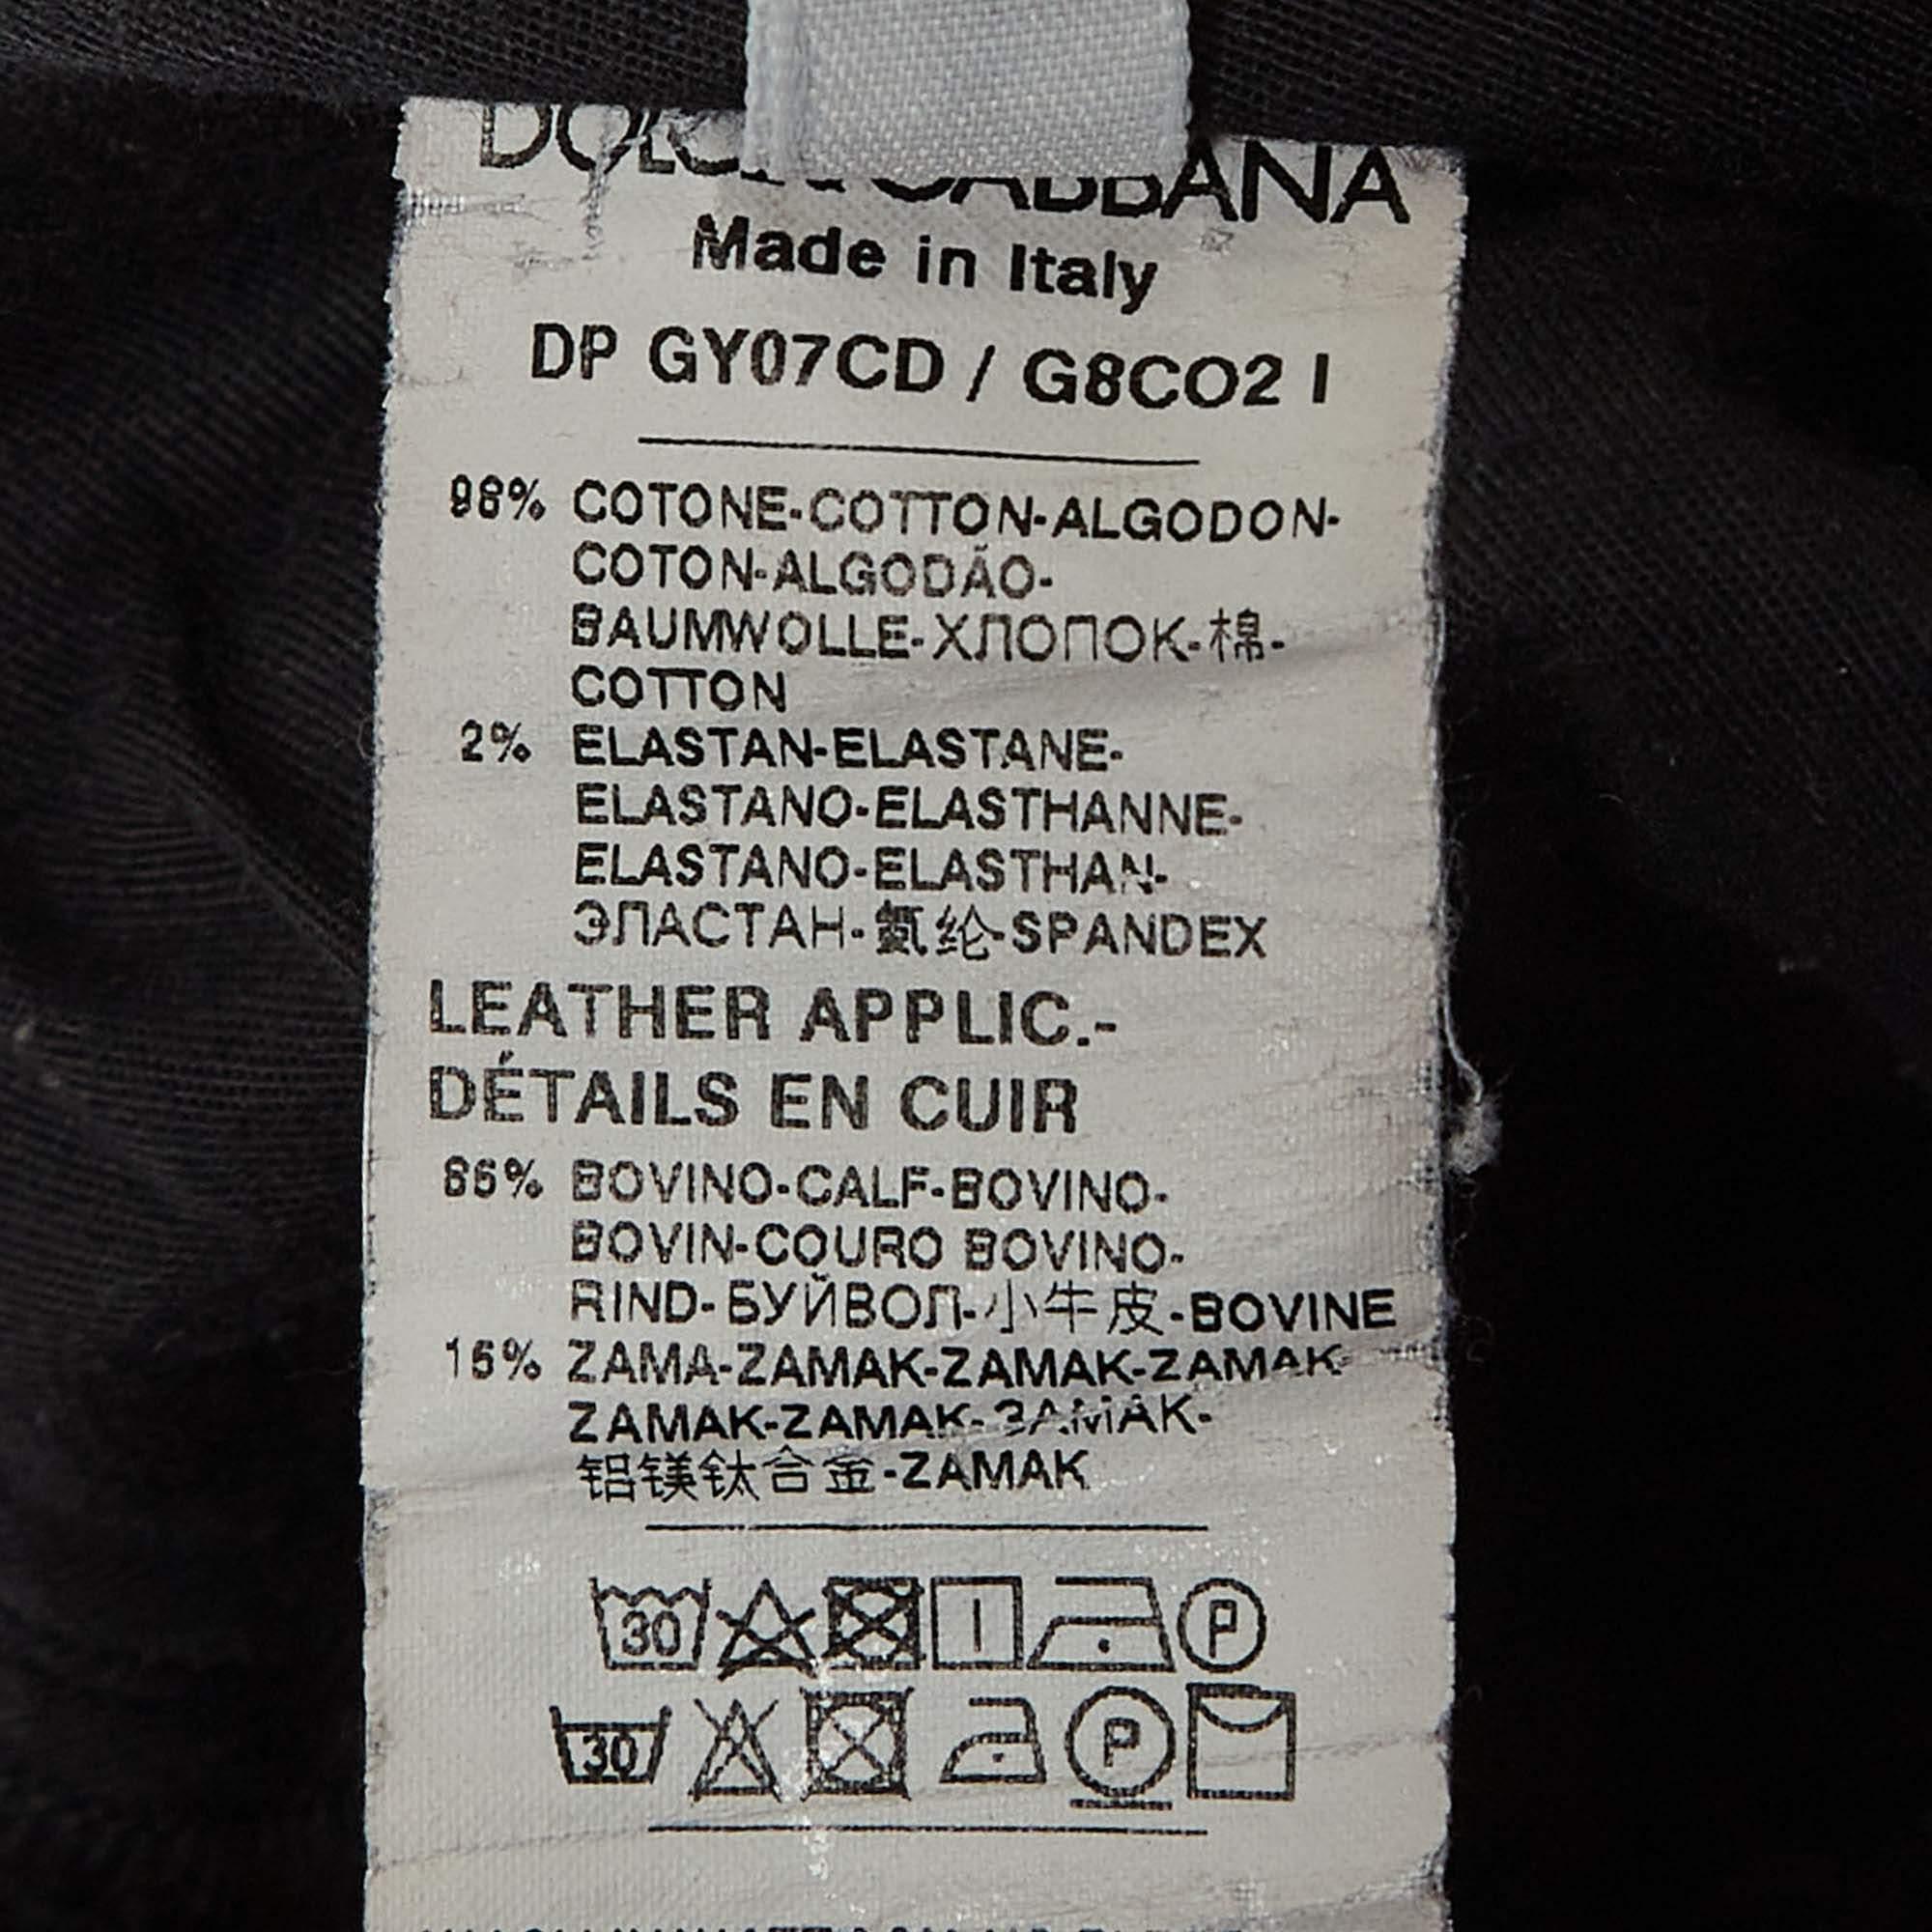 DOLCE & GABBANA
Made in Italy
DP GY07CD / G8CO2 I
98% COTONE-COTTON-ALGODON-
COTON-ALGODÃO-
BAUMWOLLE-ХЛОПОК-棉-
COTTON
2% ELASTAN-ELASTANE-
ELASTANO-ELASTHANNE-
ELASTANO-ELASTHAN-
ЭЛАСТАН-氨纶-SPANDEX
LEATHER APPLIC.-
DÉTAILS EN CUIR
85% BOVINO-CALF-BOVINO-
BOVIN-COURO BOVINO-
RIND-БУЙВОЛ-小牛皮-BOVINE
15% ZAMA-ZAMAK-ZAMAK-ZAMAK-
ZAMAK-ZAMAK-ЗАМАК-
铝镁钛合金-ZAMAK
30 P
30 P